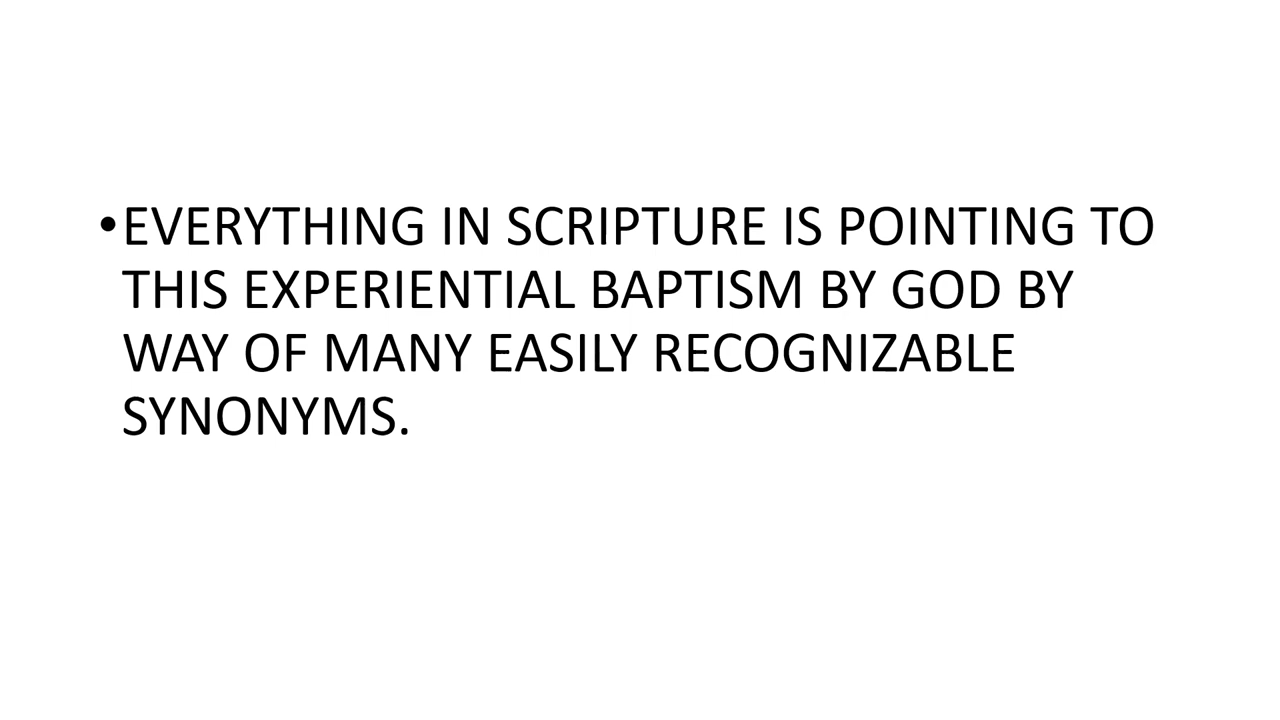 •EVERYTHING IN SCRIPTURE IS POINTING TO
THIS EXPERIENTIAL BAPTISM BY GOD BY
WAY OF MANY EASILY RECOGNIZABLE
SYNONYMS.